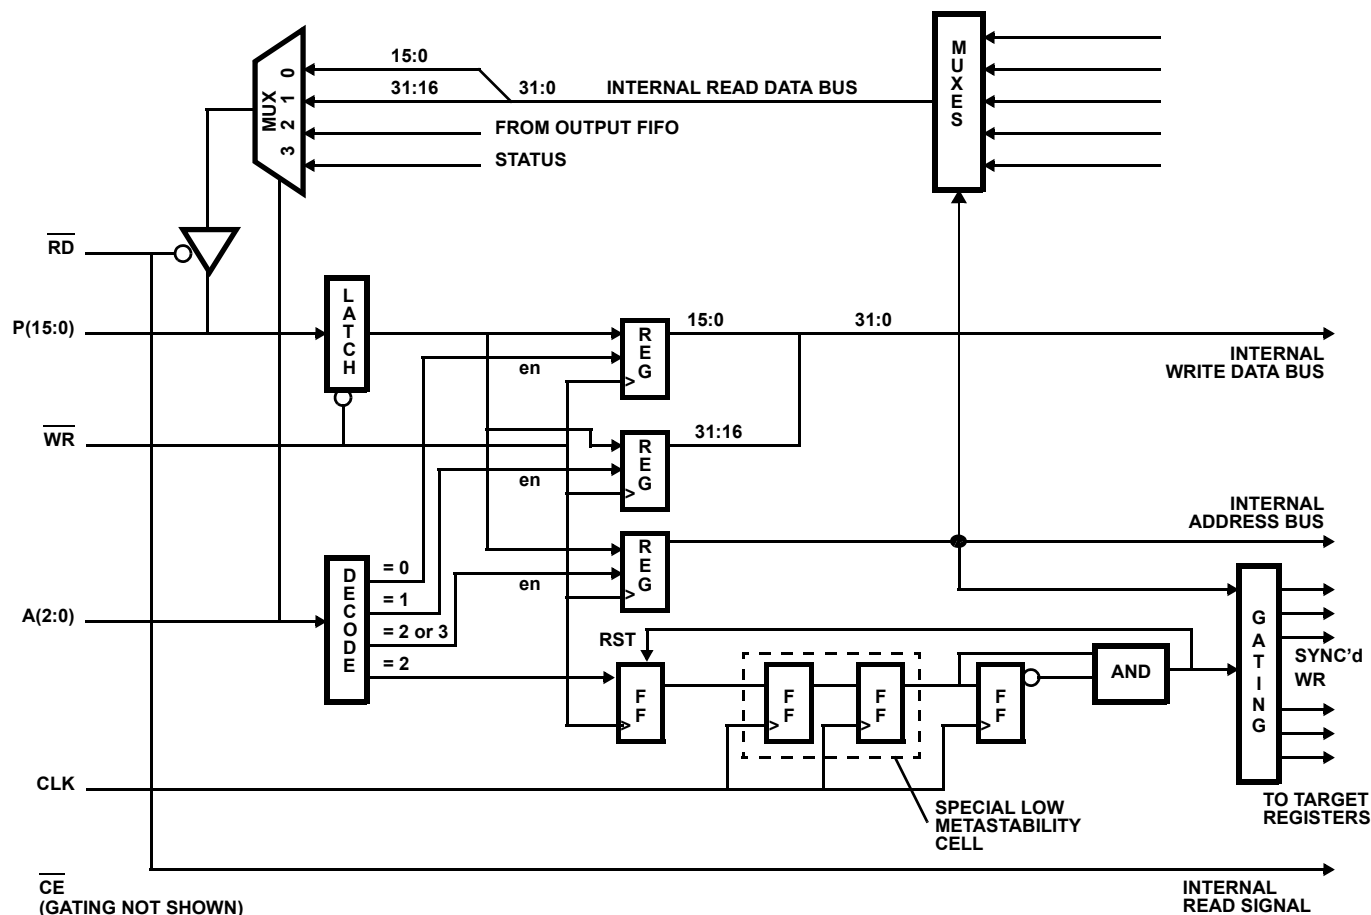 15:0
31:16
31:0
INTERNAL READ DATA BUS
FROM OUTPUT FIFO
STATUS
MUX
0
1
2
3
MUXES
RD
P(15:0)
LATCH
WR
REG
15:0
31:0
en
INTERNAL
WRITE DATA BUS
REG
31:16
en
INTERNAL
ADDRESS BUS
REG
en
A(2:0)
DECODE
= 0
= 1
= 2 or 3
= 2
RST
FF
FF
FF
FF
AND
GATING
SYNC'd
WR
CLK
SPECIAL LOW
METASTABILITY
CELL
TO TARGET
REGISTERS
CE
(GATING NOT SHOWN)
INTERNAL
READ SIGNAL